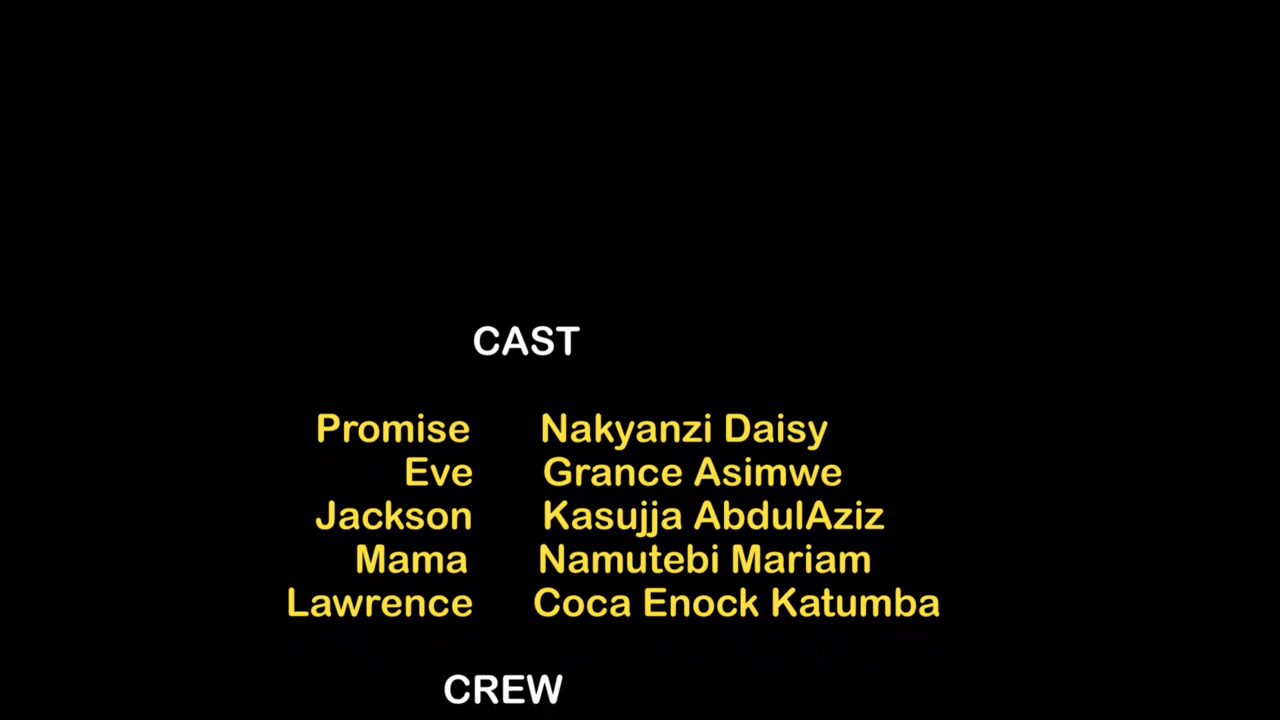 CAST
Promise Nakyanzi Daisy
Eve Grance Asimwe
Jackson Kasujja AbdulAziz
Mama Namutebi Mariam
Lawrence Coca Enock Katumba
CREW